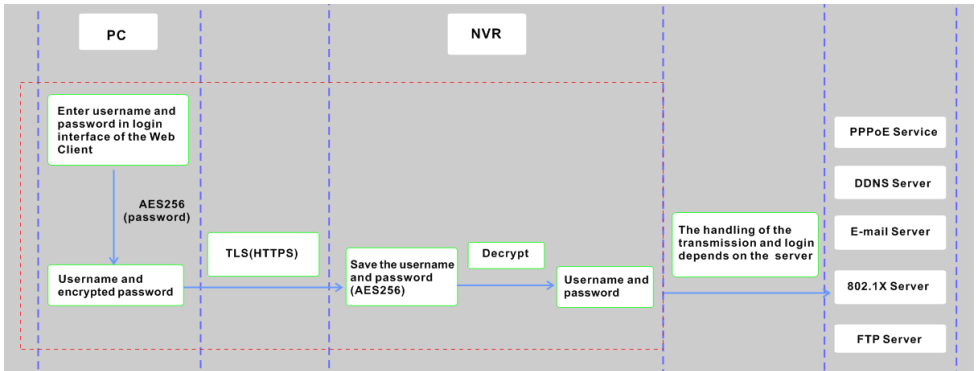 PC
NVR
Enter username and
password in login
interface of the Web
Client
AES256
(password)
Username and
encrypted password
TLS(HTTPS)
Save the username
and password
(AES256)
Decrypt
Username and
password
The handling of the
transmission and login
depends on the server
PPPoE Service
DDNS Server
E-mail Server
802.1X Server
FTP Server